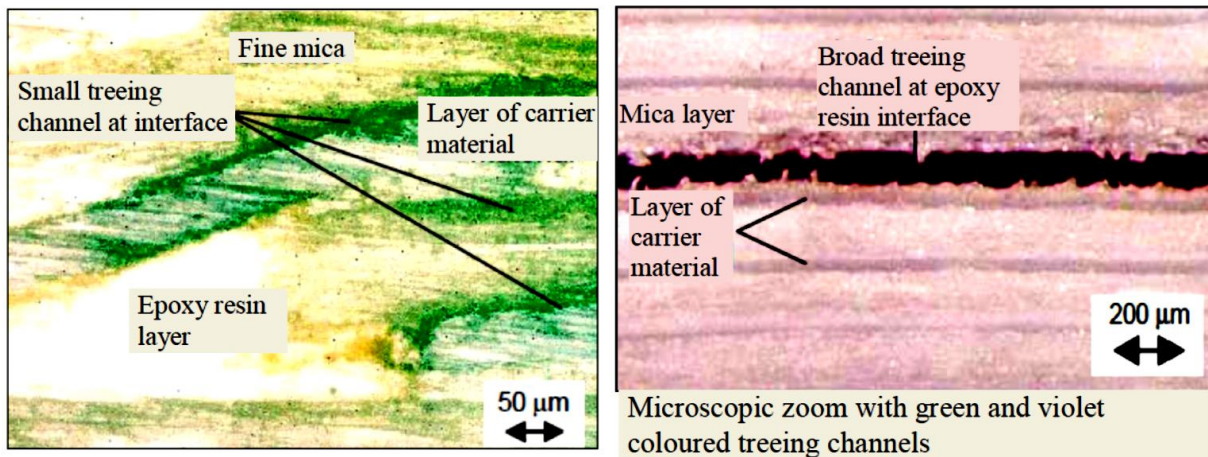 Fine mica
Small treeing
channel at interface
Layer of carrier
material
Epoxy resin
layer
50 μm
Broad treeing
channel at epoxy
resin interface
Mica layer
Layer of
carrier
material
200 μm
Microscopic zoom with green and violet
coloured treeing channels